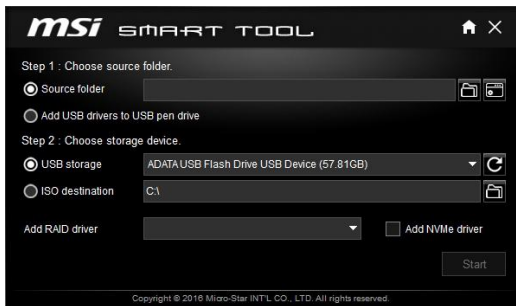 msi SMART TOOL
Step 1 : Choose source folder.
Source folder
Add USB drivers to USB pen drive
Step 2 : Choose storage device.
USB storage ADATA USB Flash Drive USB Device (57.81GB)
ISO destination C:\
Add RAID driver Add NVMe driver
Start
Copyright © 2016 Micro-Star INT'L CO., LTD. All rights reserved.